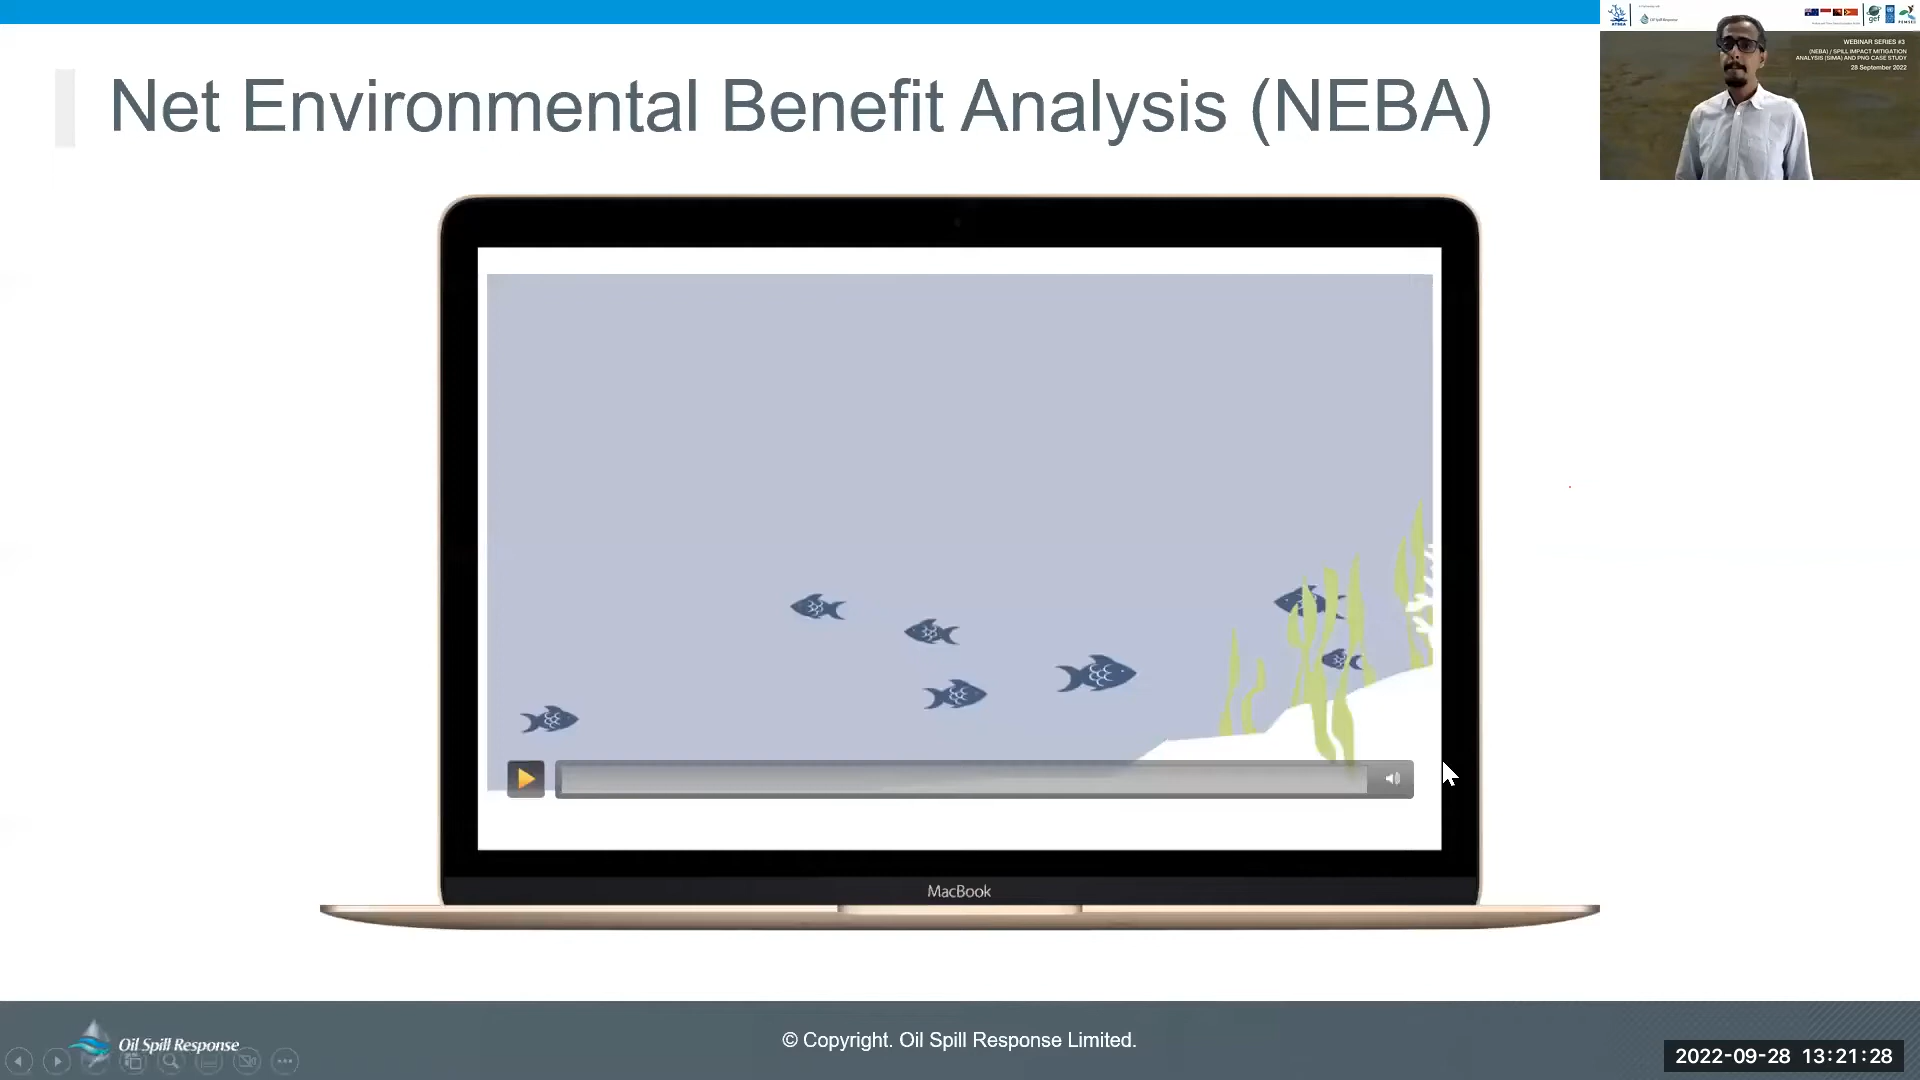 Net Environmental Benefit Analysis (NEBA)
WEBINAR SERIES #3
(NEBA) / SPILL IMPACT MITIGATION
ANALYSIS (SIMA) AND PNG CASE STUDY
28 September 2022
MacBook
Oil Spill Response
© Copyright. Oil Spill Response Limited.
2022-09-28 13:21:28